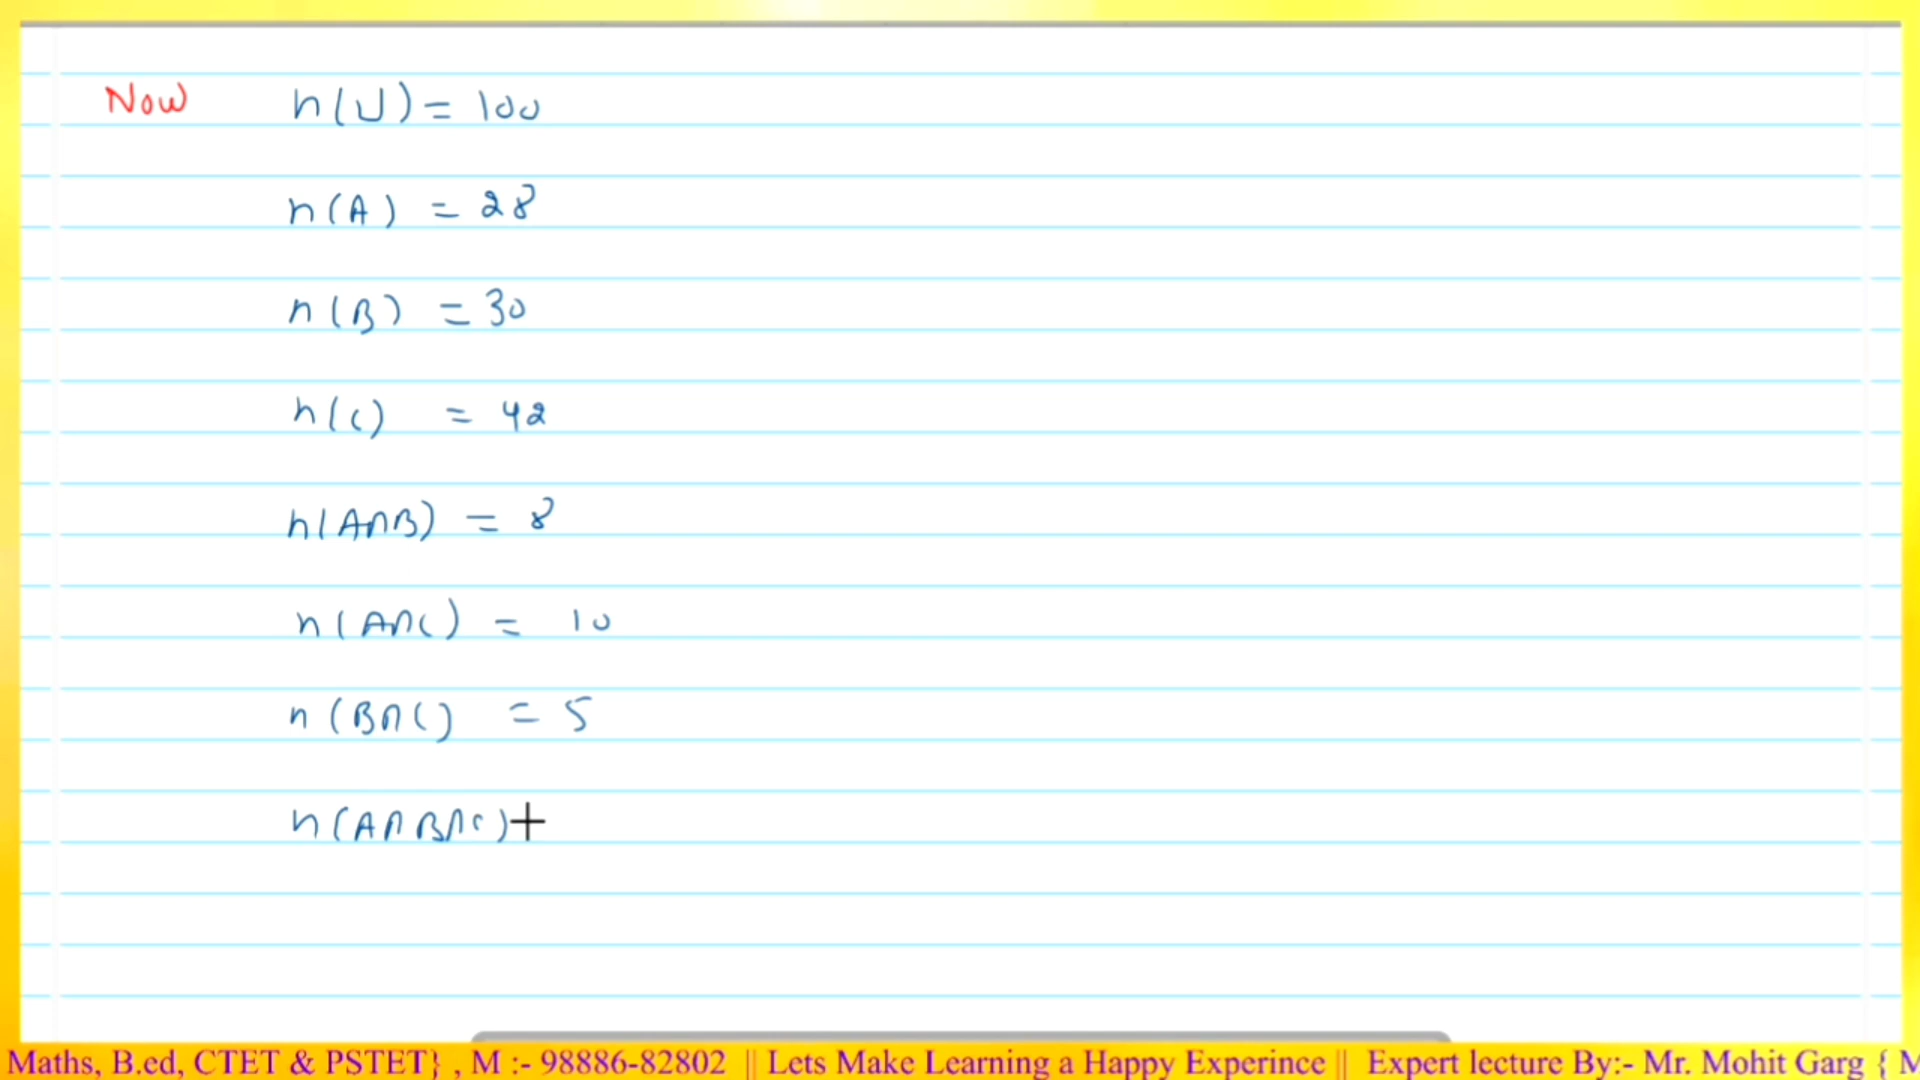 Now n(U) = 100
n(A) = 28
n(B) = 30
n(C) = 42
n(A∩B) = 8
n(A∩C) = 10
n(B∩C) = 5
n(A∩B∩C)
Maths, B.ed, CTET & PSTET} , M :- 98886-82802 || Lets Make Learning a Happy Experince || Expert lecture By:- Mr. Mohit Garg { M